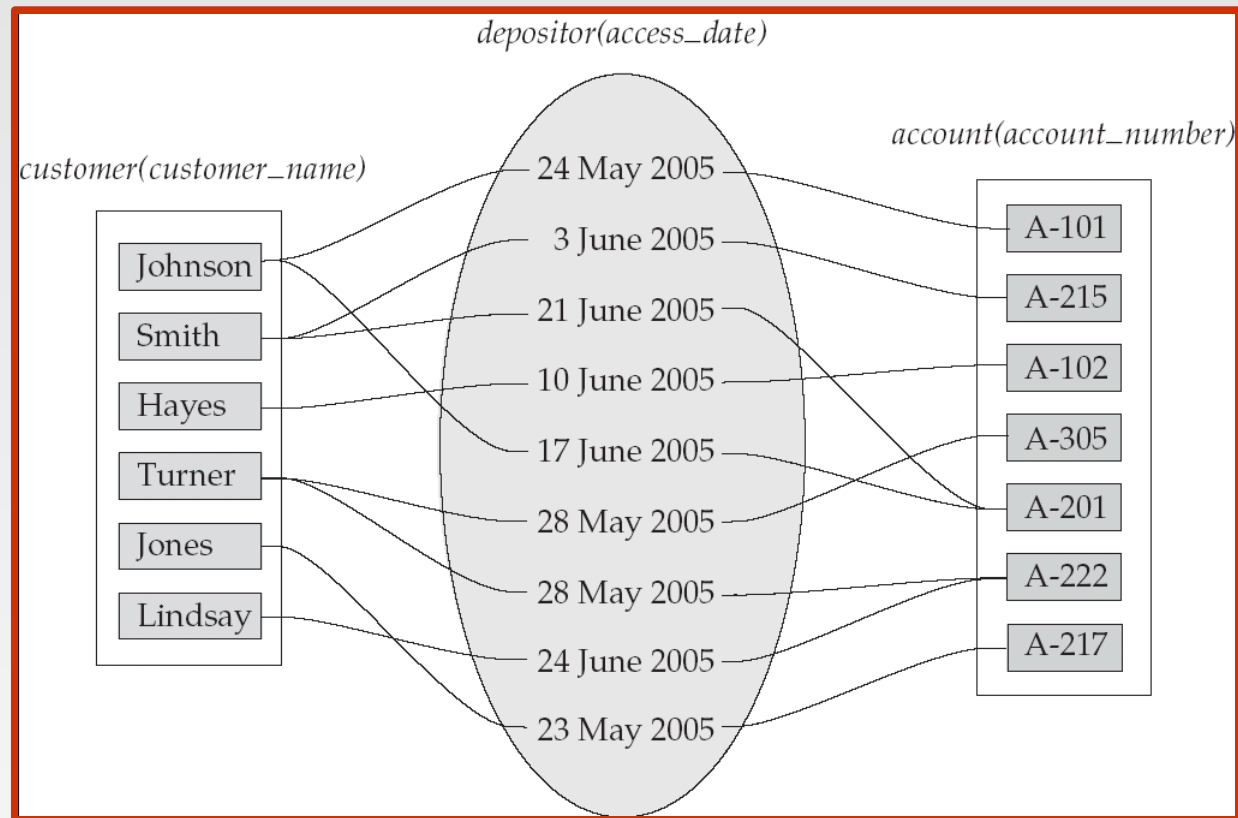 depositor(access_date)
customer(customer_name)
Johnson
Smith
Hayes
Turner
Jones
Lindsay
24 May 2005
3 June 2005
21 June 2005
10 June 2005
17 June 2005
28 May 2005
28 May 2005
24 June 2005
23 May 2005
account(account_number)
A-101
A-215
A-102
A-305
A-201
A-222
A-217